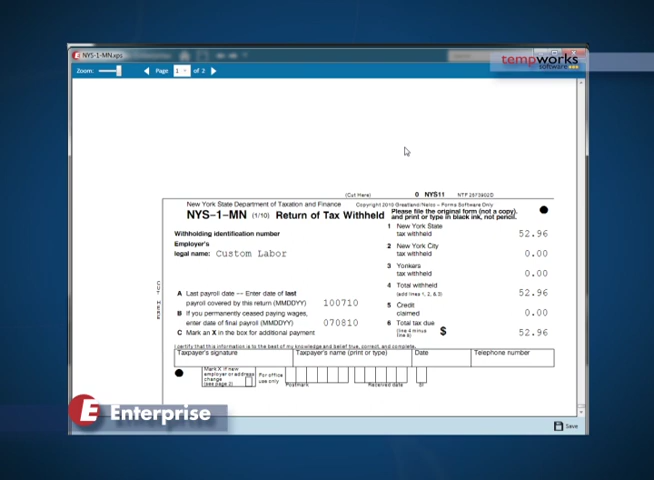 NYS-1-MN.xps
Zoom:
Page 1 of 2
tempworks
software
(Cut Here)
0 NYS11 NTF 2573902D
New York State Department of Taxation and Finance
Copyright 2010 Greatland/Nelco - Forms Software Only
NYS-1-MN (1/10) Return of Tax Withheld
Please file the original form (not a copy).
and print or type in black ink, not pencil.
Withholding identification number
Employer's
legal name: Custom Labor
1 New York State
tax withheld 52.96
2 New York City
tax withheld 0.00
3 Yonkers
tax withheld 0.00
4 Total withheld
(add lines 1, 2, & 3) 52.96
5 Credit
claimed 0.00
6 Total tax due
(line 4 minus
line 5) $ 52.96
CUT HERE
A Last payroll date -- Enter date of last
payroll covered by this return (MMDDYY) 100710
B If you permanently ceased paying wages,
enter date of final payroll (MMDDYY) 070810
C Mark an X in the box for additional payment
I certify that this information is to the best of my knowledge and belief true, correct, and complete.
Taxpayer's signature
Taxpayer's name (print or type)
Date
Telephone number
Mark X if new
employer or address
change
(see page 2)
For office
use only
Postmark
Received date
SI
E Enterprise
Save